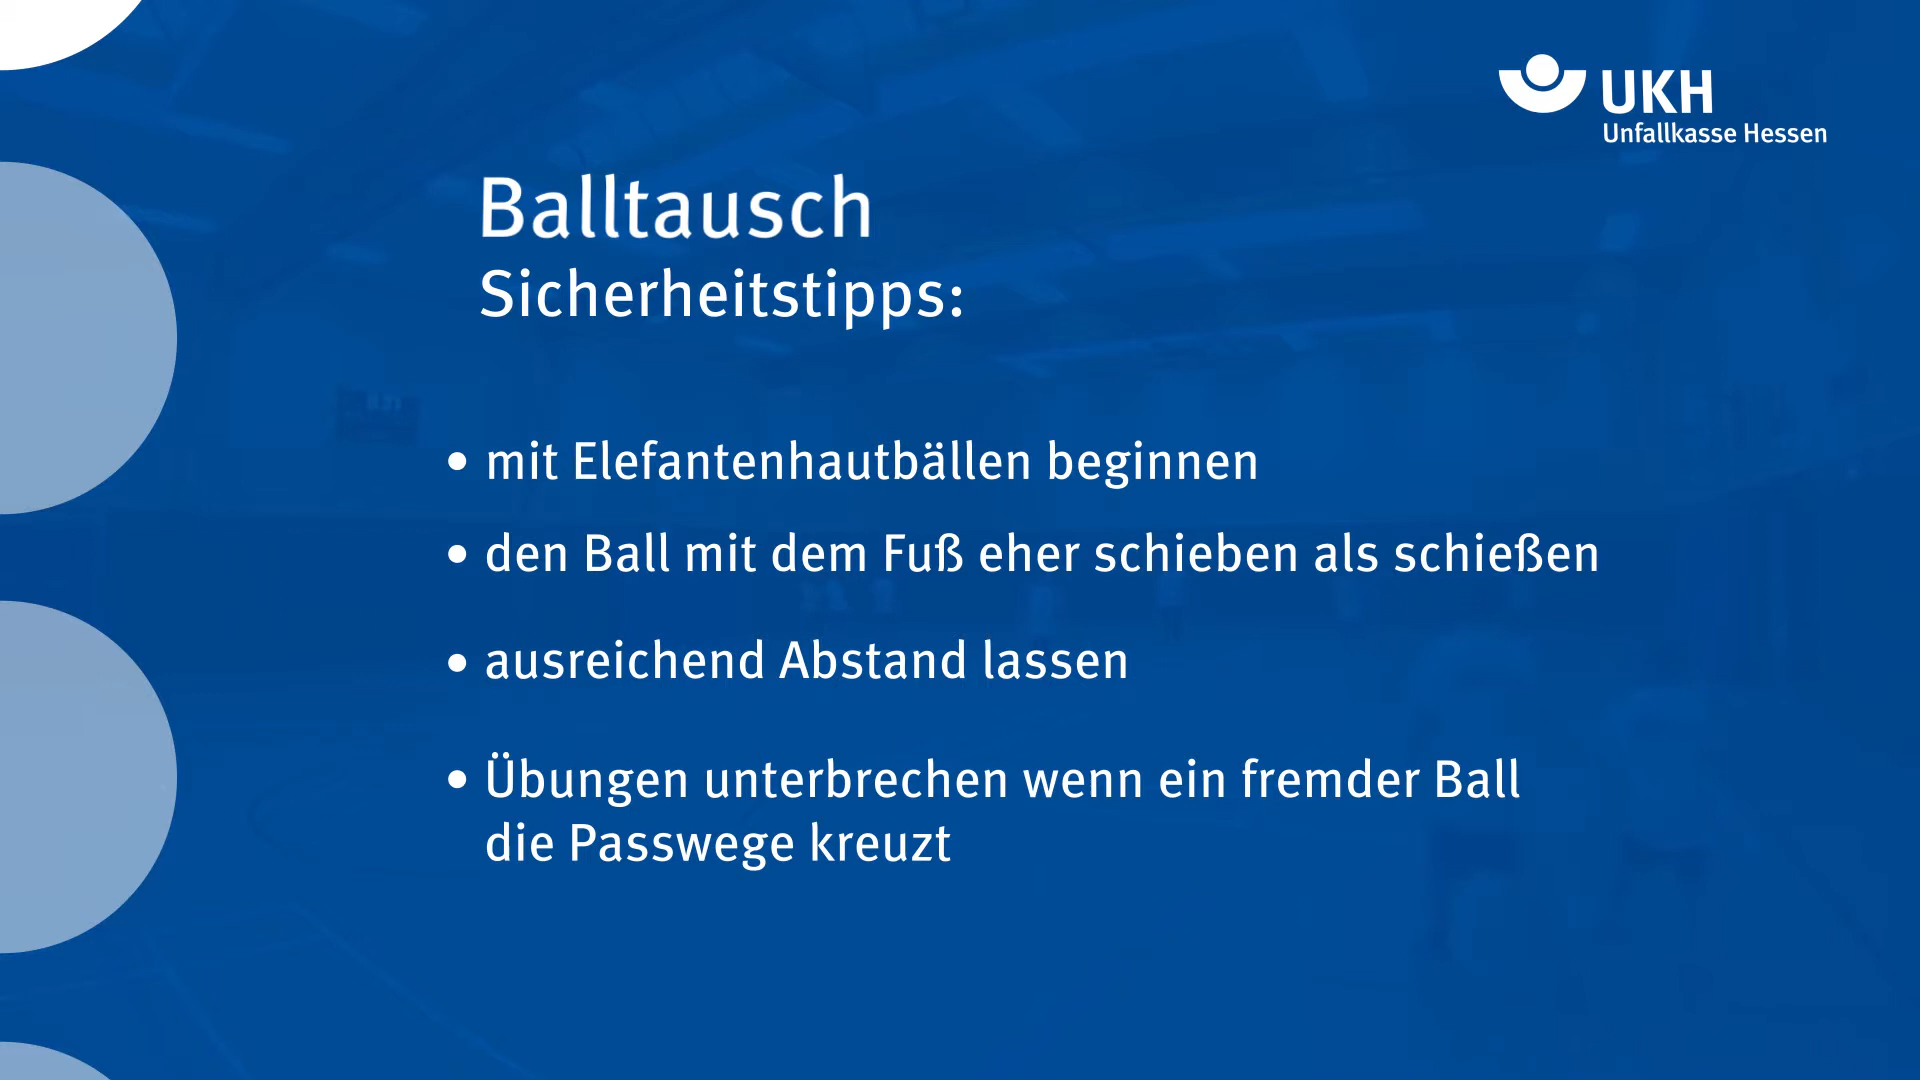 UKH
Unfallkasse Hessen
Balltausch
Sicherheitstipps:
• mit Elefantenhautbällen beginnen
• den Ball mit dem Fuß eher schieben als schießen
• ausreichend Abstand lassen
• Übungen unterbrechen wenn ein fremder Ball
die Passwege kreuzt